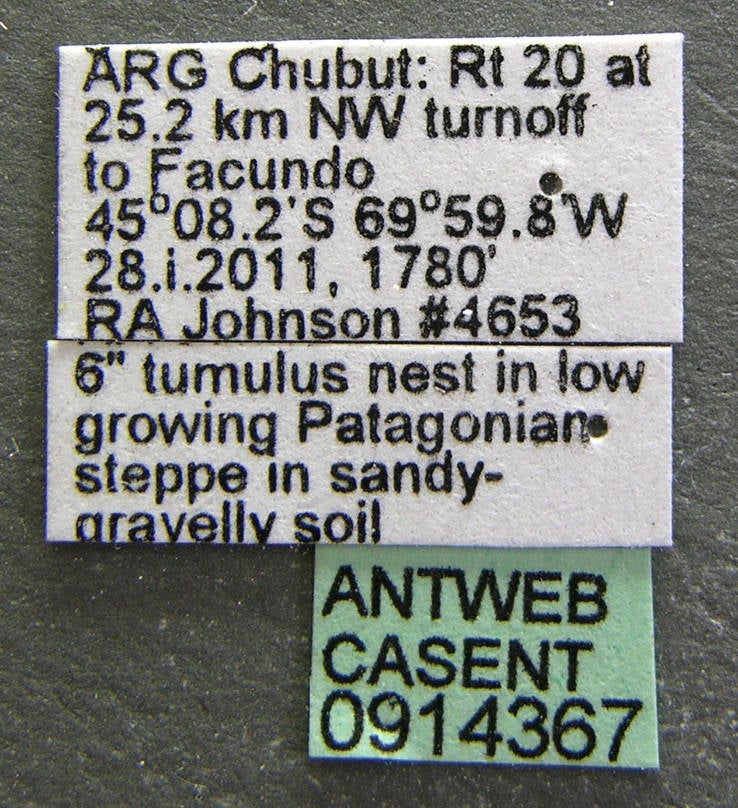 ARG Chubut: Rt 20 at
25.2 km NW turnoff
to Facundo
45°08.2'S 69°59.8'W
28.i.2011, 1780'
RA Johnson #4653
6" tumulus nest in low
growing Patagonian
steppe in sandy-
gravelly soil
ANTWEB
CASENT
0914367